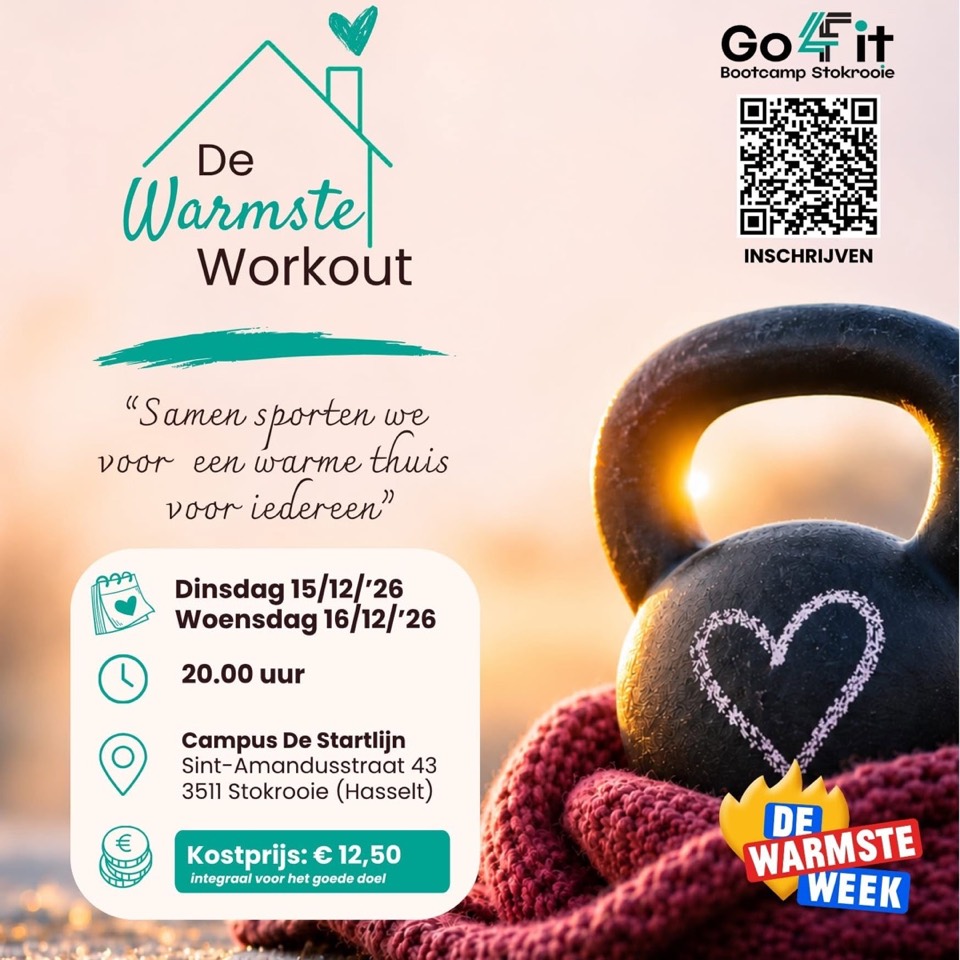 De
Warmste
Workout
Go4Fit
Bootcamp Stokrooie
INSCHRIJVEN
“Samen sporten we
voor een warme thuis
voor iedereen”
Dinsdag 15/12/’26
Woensdag 16/12/’26
20.00 uur
Campus De Startlijn
Sint-Amandusstraat 43
3511 Stokrooie (Hasselt)
€
Kostprijs: € 12,50
integraal voor het goede doel
DE
WARMSTE
WEEK